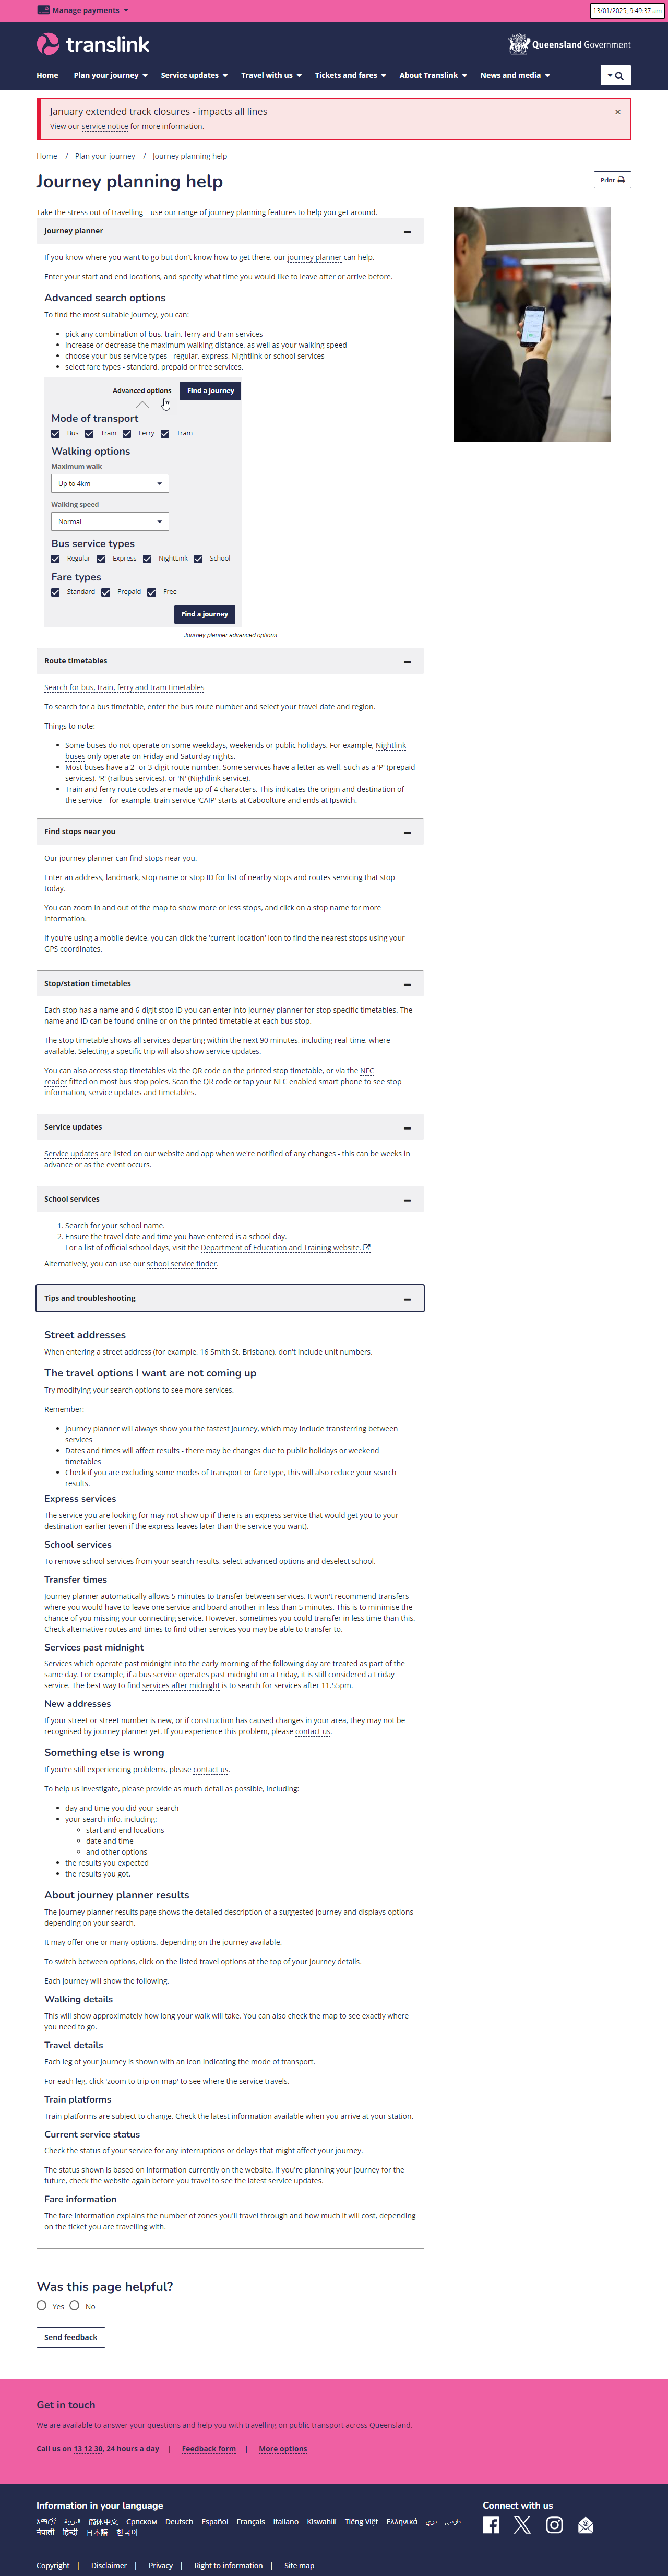 Manage payments
13/01/2025, 9:49:37 am
translink
Queensland Government
Home Plan your journey Service updates Travel with us Tickets and fares About Translink News and media
January extended track closures - impacts all lines
×
View our service notice for more information.
Home / Plan your journey / Journey planning help
Journey planning help
Print
Take the stress out of travelling—use our range of journey planning features to help you get around.
Journey planner
If you know where you want to go but don't know how to get there, our journey planner can help.
Enter your start and end locations, and specify what time you would like to leave after or arrive before.
Advanced search options
To find the most suitable journey, you can:
• pick any combination of bus, train, ferry and tram services
• increase or decrease the maximum walking distance, as well as your walking speed
• choose your bus service types - regular, express, Nightlink or school services
• select fare types - standard, prepaid or free services.
Advanced options Find a journey
Mode of transport
Bus Train Ferry Tram
Walking options
Maximum walk
Up to 4km
Walking speed
Normal
Bus service types
Regular Express NightLink School
Fare types
Standard Prepaid Free
Find a journey
Journey planner advanced options
Route timetables
Search for bus, train, ferry and tram timetables
To search for a bus timetable, enter the bus route number and select your travel date and region.
Things to note:
• Some buses do not operate on some weekdays, weekends or public holidays. For example, Nightlink
buses only operate on Friday and Saturday nights.
• Most buses have a 2- or 3-digit route number. Some services have a letter as well, such as a 'P' (prepaid
services), 'R' (railbus services), or 'N' (Nightlink service).
• Train and ferry route codes are made up of 4 characters. This indicates the origin and destination of
the service—for example, train service 'CAIP' starts at Caboolture and ends at Ipswich.
Find stops near you
Our journey planner can find stops near you.
Enter an address, landmark, stop name or stop ID for list of nearby stops and routes servicing that stop
today.
You can zoom in and out of the map to show more or less stops, and click on a stop name for more
information.
If you're using a mobile device, you can click the 'current location' icon to find the nearest stops using your
GPS coordinates.
Stop/station timetables
Each stop has a name and 6-digit stop ID you can enter into journey planner for stop specific timetables. The
name and ID can be found online or on the printed timetable at each bus stop.
The stop timetable shows all services departing within the next 90 minutes, including real-time, where
available. Selecting a specific trip will also show service updates.
You can also access stop timetables via the QR code on the printed stop timetable, or via the NFC
reader fitted on most bus stop poles. Scan the QR code or tap your NFC enabled smart phone to see stop
information, service updates and timetables.
Service updates
Service updates are listed on our website and app when we're notified of any changes - this can be weeks in
advance or as the event occurs.
School services
1. Search for your school name.
2. Ensure the travel date and time you have entered is a school day.
For a list of official school days, visit the Department of Education and Training website.
Alternatively, you can use our school service finder.
Tips and troubleshooting
Street addresses
When entering a street address (for example, 16 Smith St, Brisbane), don't include unit numbers.
The travel options I want are not coming up
Try modifying your search options to see more services.
Remember:
• Journey planner will always show you the fastest journey, which may include transferring between
services
• Dates and times will affect results - there may be changes due to public holidays or weekend
timetables
• Check if you are excluding some modes of transport or fare type, this will also reduce your search
results.
Express services
The service you are looking for may not show up if there is an express service that would get you to your
destination earlier (even if the express leaves later than the service you want).
School services
To remove school services from your search results, select advanced options and deselect school.
Transfer times
Journey planner automatically allows 5 minutes to transfer between services. It won't recommend transfers
where you would have to leave one service and board another in less than 5 minutes. This is to minimise the
chance of you missing your connecting service. However, sometimes you could transfer in less time than this.
Check alternative routes and times to find other services you may be able to transfer to.
Services past midnight
Services which operate past midnight into the early morning of the following day are treated as part of the
same day. For example, if a bus service operates past midnight on a Friday, it is still considered a Friday
service. The best way to find services after midnight is to search for services after 11.55pm.
New addresses
If your street or street number is new, or if construction has caused changes in your area, they may not be
recognised by journey planner yet. If you experience this problem, please contact us.
Something else is wrong
If you're still experiencing problems, please contact us.
To help us investigate, please provide as much detail as possible, including:
• day and time you did your search
• your search info, including:
start and end locations
date and time
and other options
• the results you expected
• the results you got.
About journey planner results
The journey planner results page shows the detailed description of a suggested journey and displays options
depending on your search.
It may offer one or many options, depending on the journey available.
To switch between options, click on the listed travel options at the top of your journey details.
Each journey will show the following.
Walking details
This will show approximately how long your walk will take. You can also check the map to see exactly where
you need to go.
Travel details
Each leg of your journey is shown with an icon indicating the mode of transport.
For each leg, click 'zoom to trip on map' to see where the service travels.
Train platforms
Train platforms are subject to change. Check the latest information available when you arrive at your station.
Current service status
Check the status of your service for any interruptions or delays that might affect your journey.
The status shown is based on information currently on the website. If you're planning your journey for the
future, check the website again before you travel to see the latest service updates.
Fare information
The fare information explains the number of zones you'll travel through and how much it will cost, depending
on the ticket you are travelling with.
Was this page helpful?
Yes No
Send feedback
Get in touch
We are available to answer your questions and help you with travelling on public transport across Queensland.
Call us on 13 12 30, 24 hours a day | Feedback form | More options
Information in your language
Connect with us
አማርኛ العربية 简体中文 Српском Deutsch Español Français Italiano Kiswahili Tiếng Việt Ελληνικά دری فارسی
नेपाली हिन्दी 日本語 한국어
Copyright | Disclaimer | Privacy | Right to information | Site map